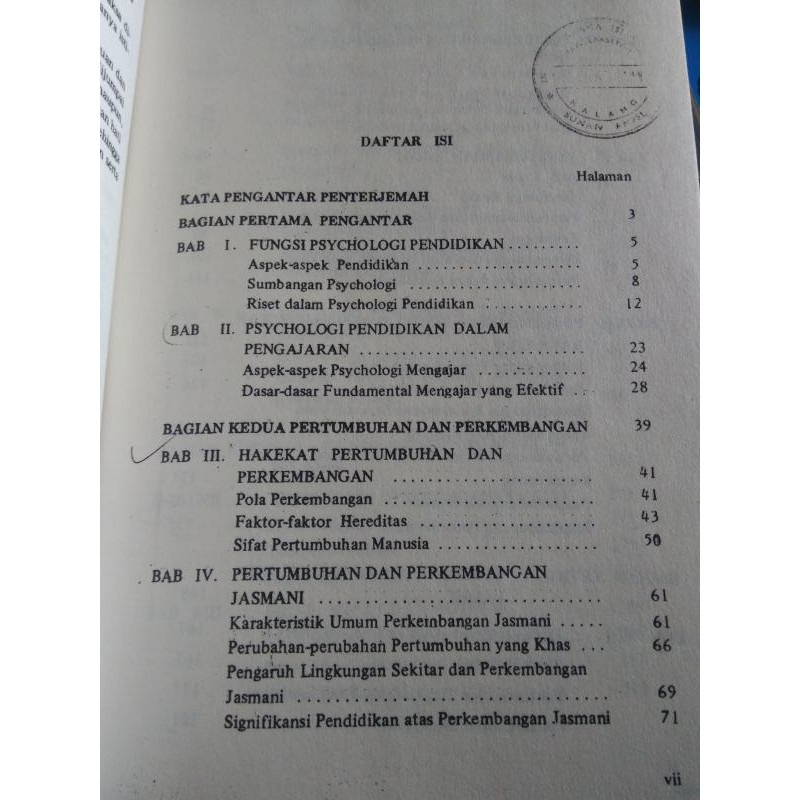 MALANG
SUNAN AMPEL
DAFTAR ISI
Halaman
KATA PENGANTAR PENTERJEMAH
BAGIAN PERTAMA PENGANTAR 3
BAB I. FUNGSI PSYCHOLOGI PENDIDIKAN......... 5
Aspek-aspek Pendidikan .................. 5
Sumbangan Psychologi ................... 8
Riset dalam Psychologi Pendidikan ........... 12
BAB II. PSYCHOLOGI PENDIDIKAN DALAM
PENGAJARAN ......................... 23
Aspek-aspek Psychologi Mengajar ............ 24
Dasar-dasar Fundamental Mengajar yang Efektif .. 28
BAGIAN KEDUA PERTUMBUHAN DAN PERKEMBANGAN 39
BAB III. HAKEKAT PERTUMBUHAN DAN
PERKEMBANGAN ..................... 41
Pola Perkembangan ...................... 41
Faktor-faktor Hereditas .................. 43
Sifat Pertumbuhan Manusia ................. 50
BAB IV. PERTUMBUHAN DAN PERKEMBANGAN
JASMANI ............................ 61
Karakteristik Umum Perkeinbangan Jasmani ..... 61
Perubahan-perubahan Pertumbuhan yang Khas ... 66
Pengaruh Lingkungan Sekitar dan Perkembangan
Jasmani ................................ 69
Signifikansi Pendidikan atas Perkembangan Jasmani 71
vii